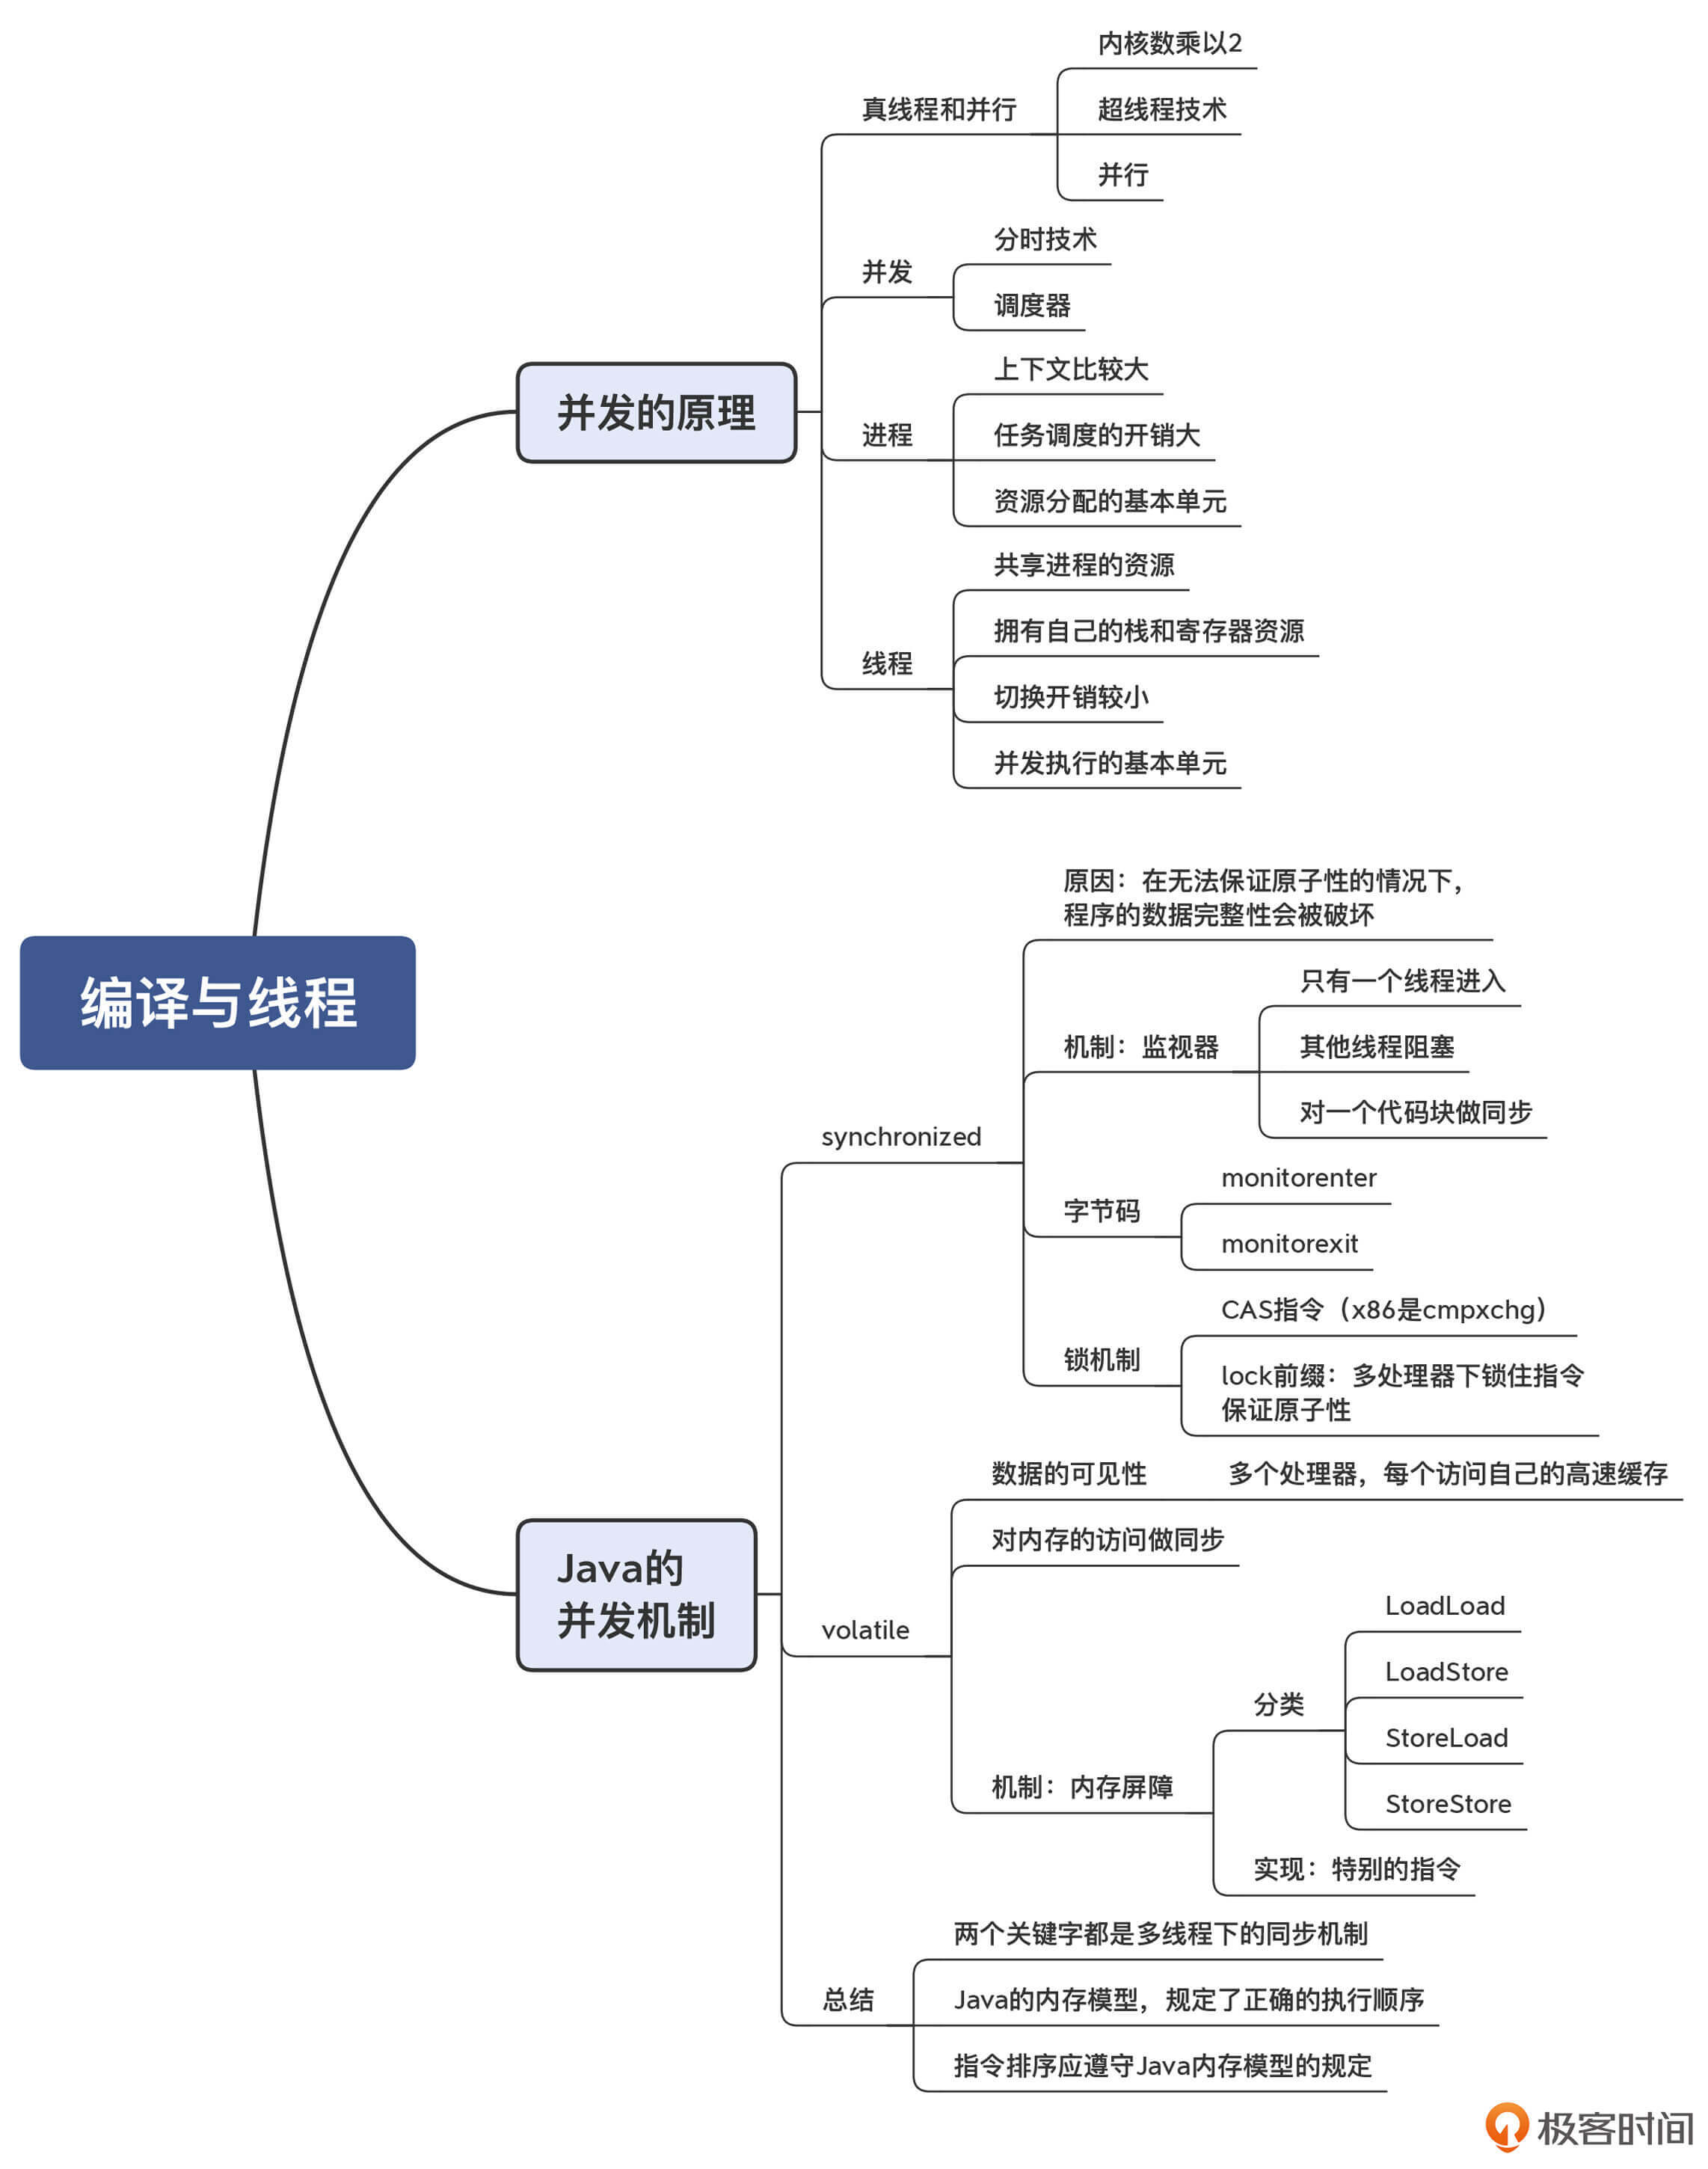 编译与线程
并发的原理
真线程和并行
内核数乘以2
超线程技术
并行
并发
分时技术
调度器
进程
上下文比较大
任务调度的开销大
资源分配的基本单元
线程
共享进程的资源
拥有自己的栈和寄存器资源
切换开销较小
并发执行的基本单元
Java的
并发机制
synchronized
原因：在无法保证原子性的情况下，
程序的数据完整性会被破坏
机制：监视器
只有一个线程进入
其他线程阻塞
对一个代码块做同步
字节码
monitorenter
monitorexit
锁机制
CAS指令（x86是cmpxchg）
lock前缀：多处理器下锁住指令
保证原子性
volatile
数据的可见性
多个处理器，每个访问自己的高速缓存
对内存的访问做同步
机制：内存屏障
分类
LoadLoad
LoadStore
StoreLoad
StoreStore
实现：特别的指令
总结
两个关键字都是多线程下的同步机制
Java的内存模型，规定了正确的执行顺序
指令排序应遵守Java内存模型的规定
极客时间